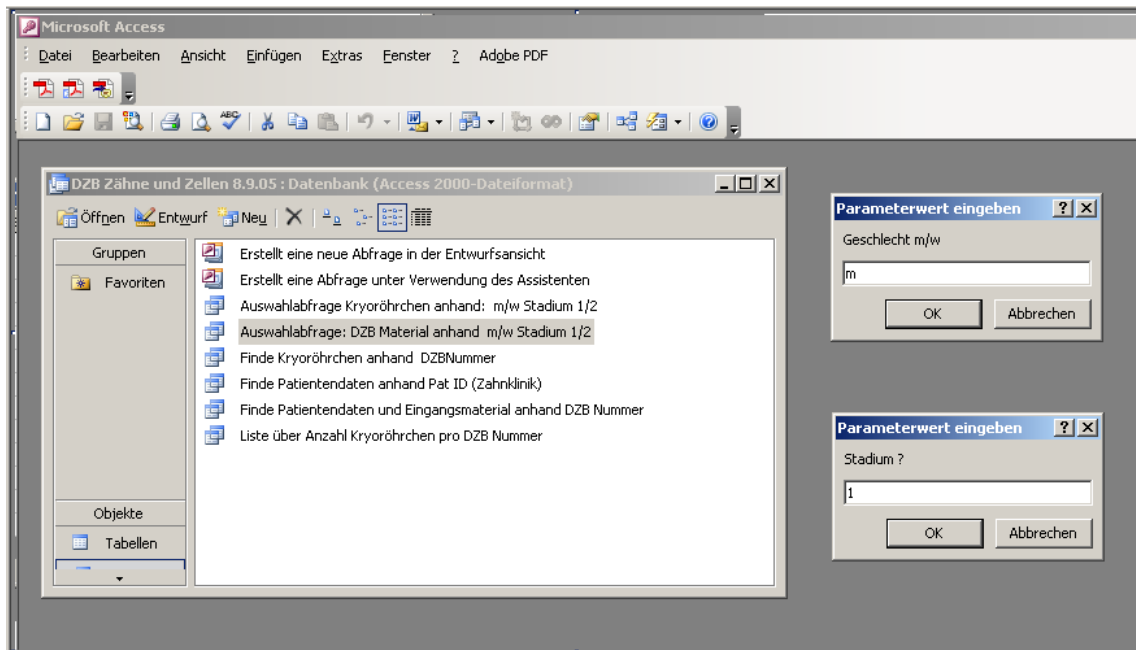 Microsoft Access
Datei Bearbeiten Ansicht Einfügen Extras Fenster ? Adobe PDF
ABC
DZB Zähne und Zellen 8.9.05 : Datenbank (Access 2000-Dateiformat)
Öffnen Entwurf Neu
Gruppen
Favoriten
Objekte
Tabellen
Erstellt eine neue Abfrage in der Entwurfsansicht
Erstellt eine Abfrage unter Verwendung des Assistenten
Auswahlabfrage Kryoröhrchen anhand: m/w Stadium 1/2
Auswahlabfrage: DZB Material anhand m/w Stadium 1/2
Finde Kryoröhrchen anhand DZBNummer
Finde Patientendaten anhand Pat ID (Zahnklinik)
Finde Patientendaten und Eingangsmaterial anhand DZB Nummer
Liste über Anzahl Kryoröhrchen pro DZB Nummer
Parameterwert eingeben
Geschlecht m/w
m
OK Abbrechen
Parameterwert eingeben
Stadium ?
1
OK Abbrechen